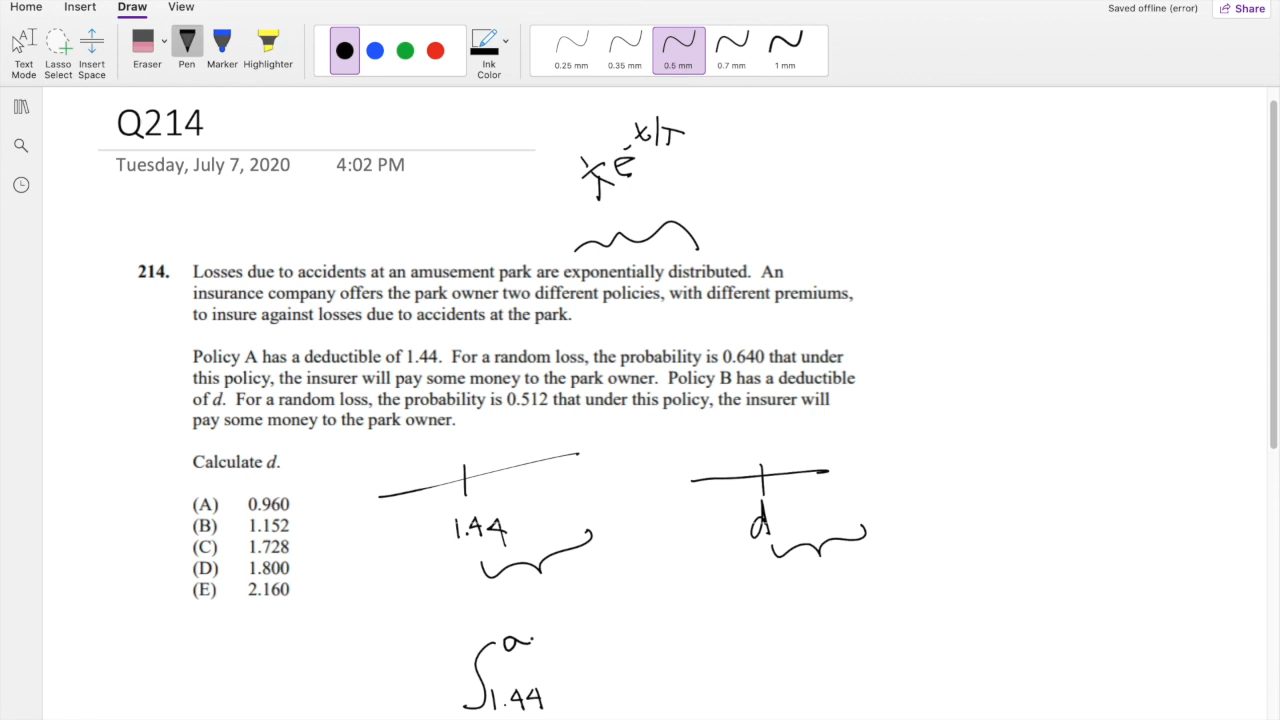 Home Insert Draw View Saved offline (error) Share
Text Mode Lasso Select Insert Space Eraser Pen Marker Highlighter Ink Color 0.25 mm 0.35 mm 0.5 mm 0.7 mm 1 mm
Q214
Tuesday, July 7, 2020 4:02 PM
214. Losses due to accidents at an amusement park are exponentially distributed. An
insurance company offers the park owner two different policies, with different premiums,
to insure against losses due to accidents at the park.
Policy A has a deductible of 1.44. For a random loss, the probability is 0.640 that under
this policy, the insurer will pay some money to the park owner. Policy B has a deductible
of d. For a random loss, the probability is 0.512 that under this policy, the insurer will
pay some money to the park owner.
Calculate d.
(A) 0.960
(B) 1.152
(C) 1.728
(D) 1.800
(E) 2.160
1.44
d
1.44